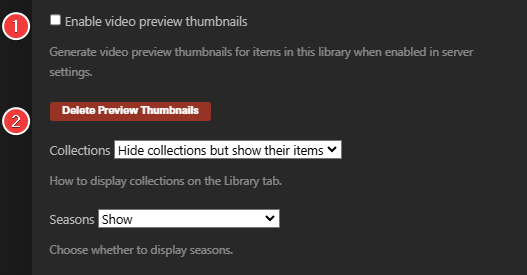 1
Enable video preview thumbnails
Generate video preview thumbnails for items in this library when enabled in server
settings.
2
Delete Preview Thumbnails
Collections Hide collections but show their items
How to display collections on the Library tab.
Seasons Show
Choose whether to display seasons.